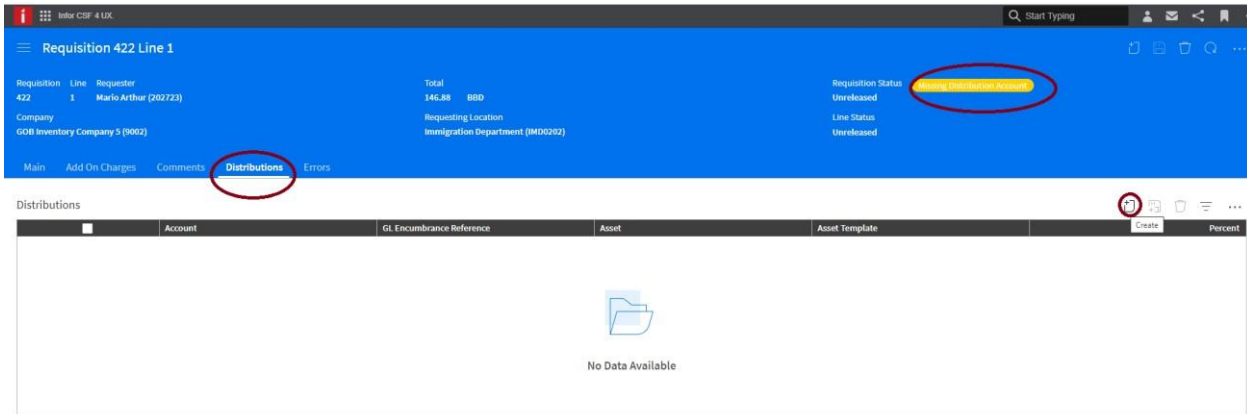 Infor CSF 4 UX.
Start Typing
Requisition 422 Line 1
Requisition Line Requester
422 1 Mario Arthur (202723)
Company
GOB Inventory Company 5 (9002)
Total
146.88 BBD
Requesting Location
Immigration Department (IMD0202)
Requisition Status
Unreleased
Missing Distribution Account
Line Status
Unreleased
Main Add On Charges Comments Distributions Errors
Distributions
Create
Account GL Encumbrance Reference Asset Asset Template Percent
No Data Available